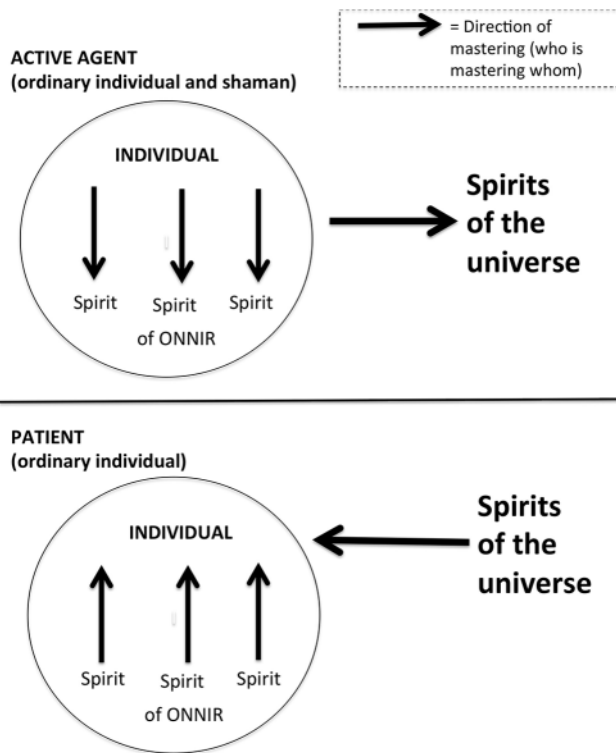 = Direction of
mastering (who is
mastering whom)
ACTIVE AGENT
(ordinary individual and shaman)
INDIVIDUAL
Spirit Spirit Spirit
of ONNIR
Spirits
of the
universe
PATIENT
(ordinary individual)
INDIVIDUAL
Spirit Spirit Spirit
of ONNIR
Spirits
of the
universe